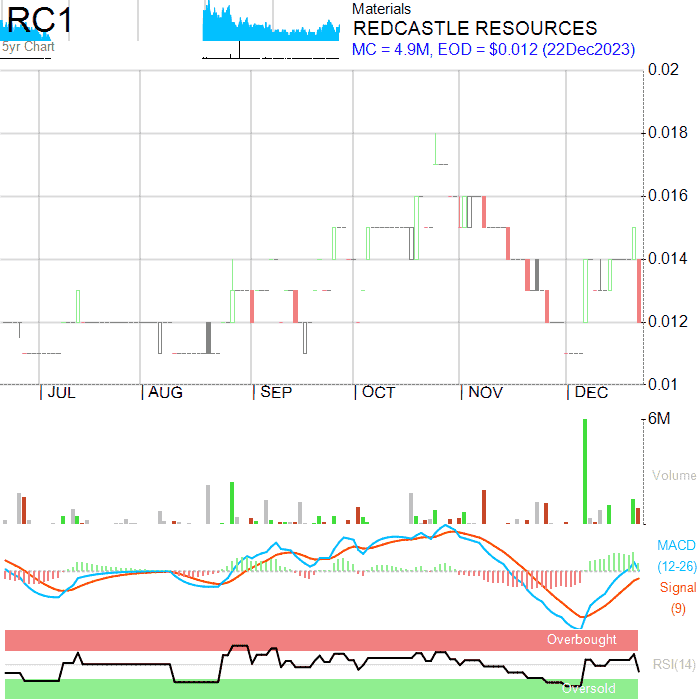 RC1
5yr Chart
Materials
REDCASTLE RESOURCES
MC = 4.9M, EOD = $0.012 (22Dec2023)
0.02
0.018
0.016
0.014
0.012
0.01
JUL AUG SEP OCT NOV DEC
6M
Volume
MACD
(12-26)
Signal
(9)
Overbought
RSI(14)
Oversold